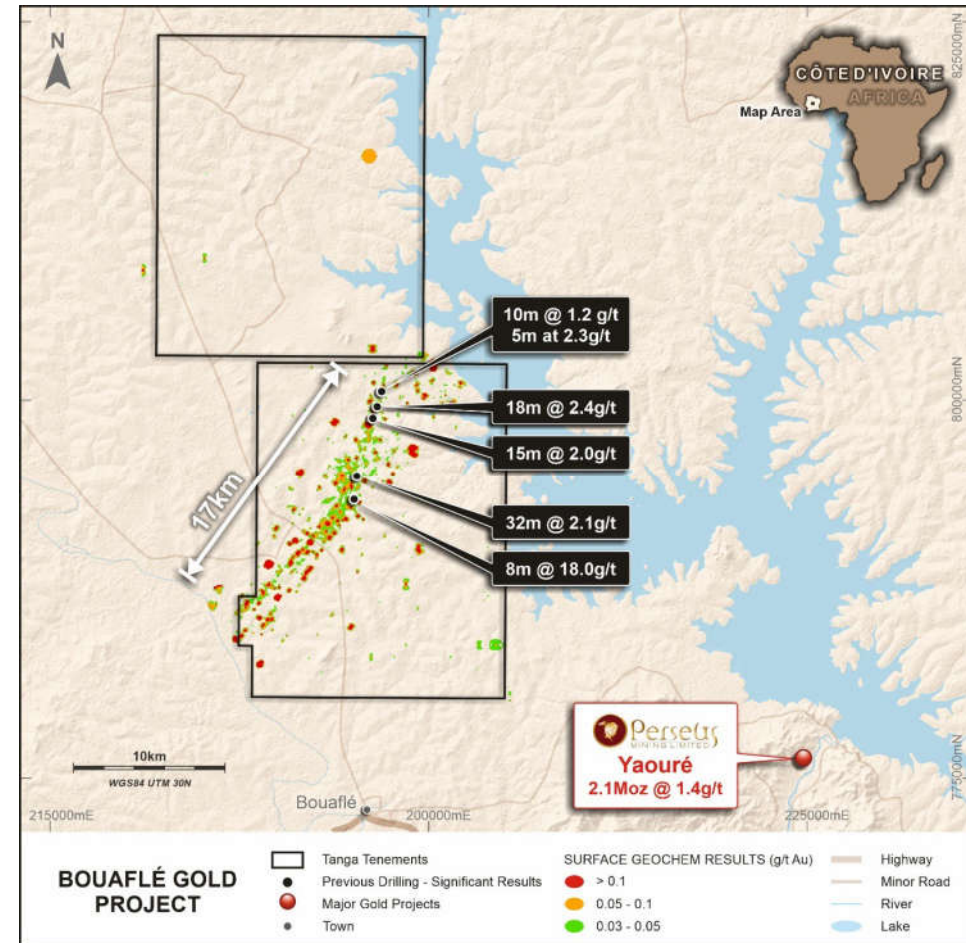 N
825000mN
CÔTE D'IVOIRE
AFRICA
Map Area
10m @ 1.2 g/t
5m at 2.3g/t
800000mN
18m @ 2.4g/t
15m @ 2.0g/t
17km
32m @ 2.1g/t
8m @ 18.0g/t
Perseus
MINING LIMITED
Yaouré
2.1Moz @ 1.4g/t
775000mN
10km
WGS84 UTM 30N
Bouaflé
215000mE
200000mE
225000mE
BOUAFLÉ GOLD
PROJECT
Tanga Tenements
Previous Drilling - Significant Results
Major Gold Projects
Town
SURFACE GEOCHEM RESULTS (g/t Au)
> 0.1
0.05 - 0.1
0.03 - 0.05
Highway
Minor Road
River
Lake